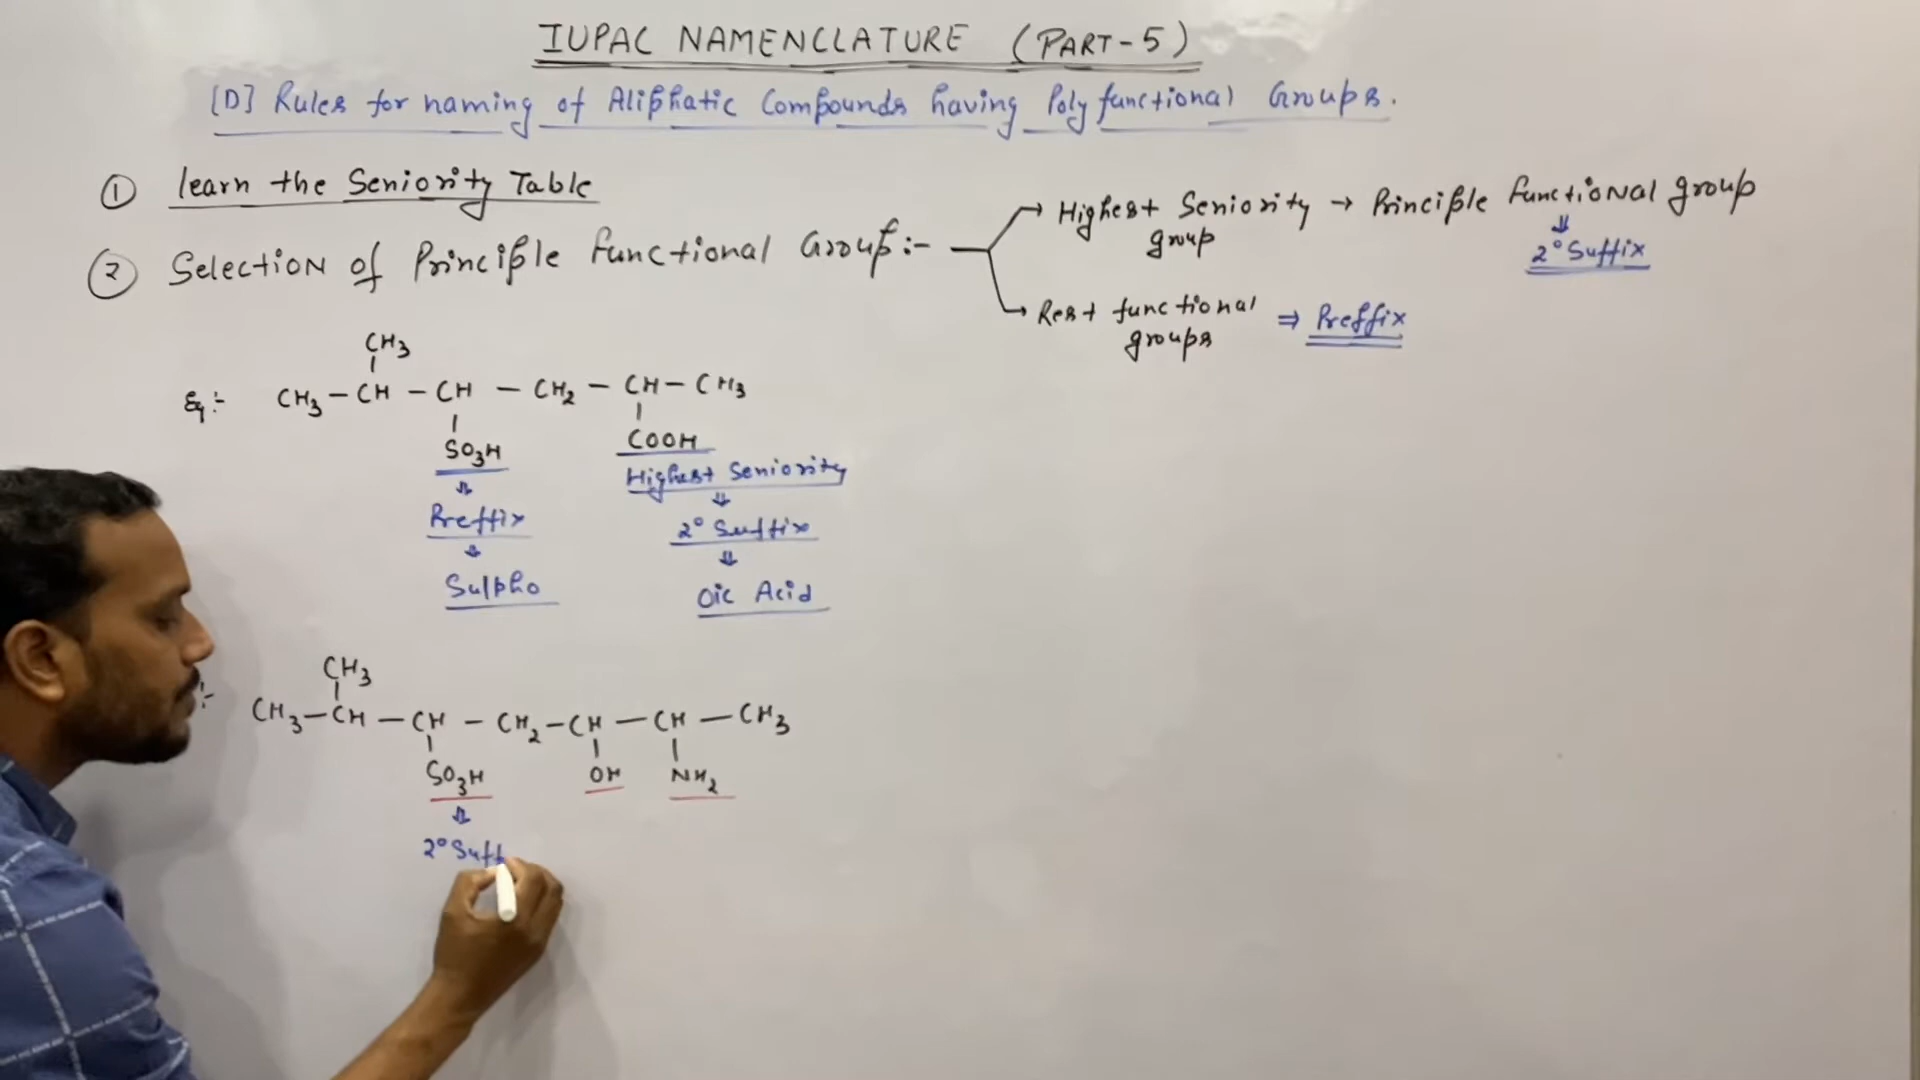 IUPAC NAMENCLATURE (PART-5)
[D] Rules for naming of Aliphatic Compounds having Polyfunctional Groups.
① learn the Seniority Table
② Selection of Principle functional Group:-
Highest Seniority → Principle functional group
group
⇓
2° Suffix
Rest functional ⇒ Preffix
groups
CH3
Eg:- CH3 - CH - CH - CH2 - CH - CH3
SO3H COOH
⇓ Highest Seniority
Preffix ⇓
⇓ 2° Suffix
Sulpho ⇓
Oic Acid
CH3
:- CH3 - CH - CH - CH2 - CH - CH - CH3
SO3H OH NH2
⇓
2° Suff